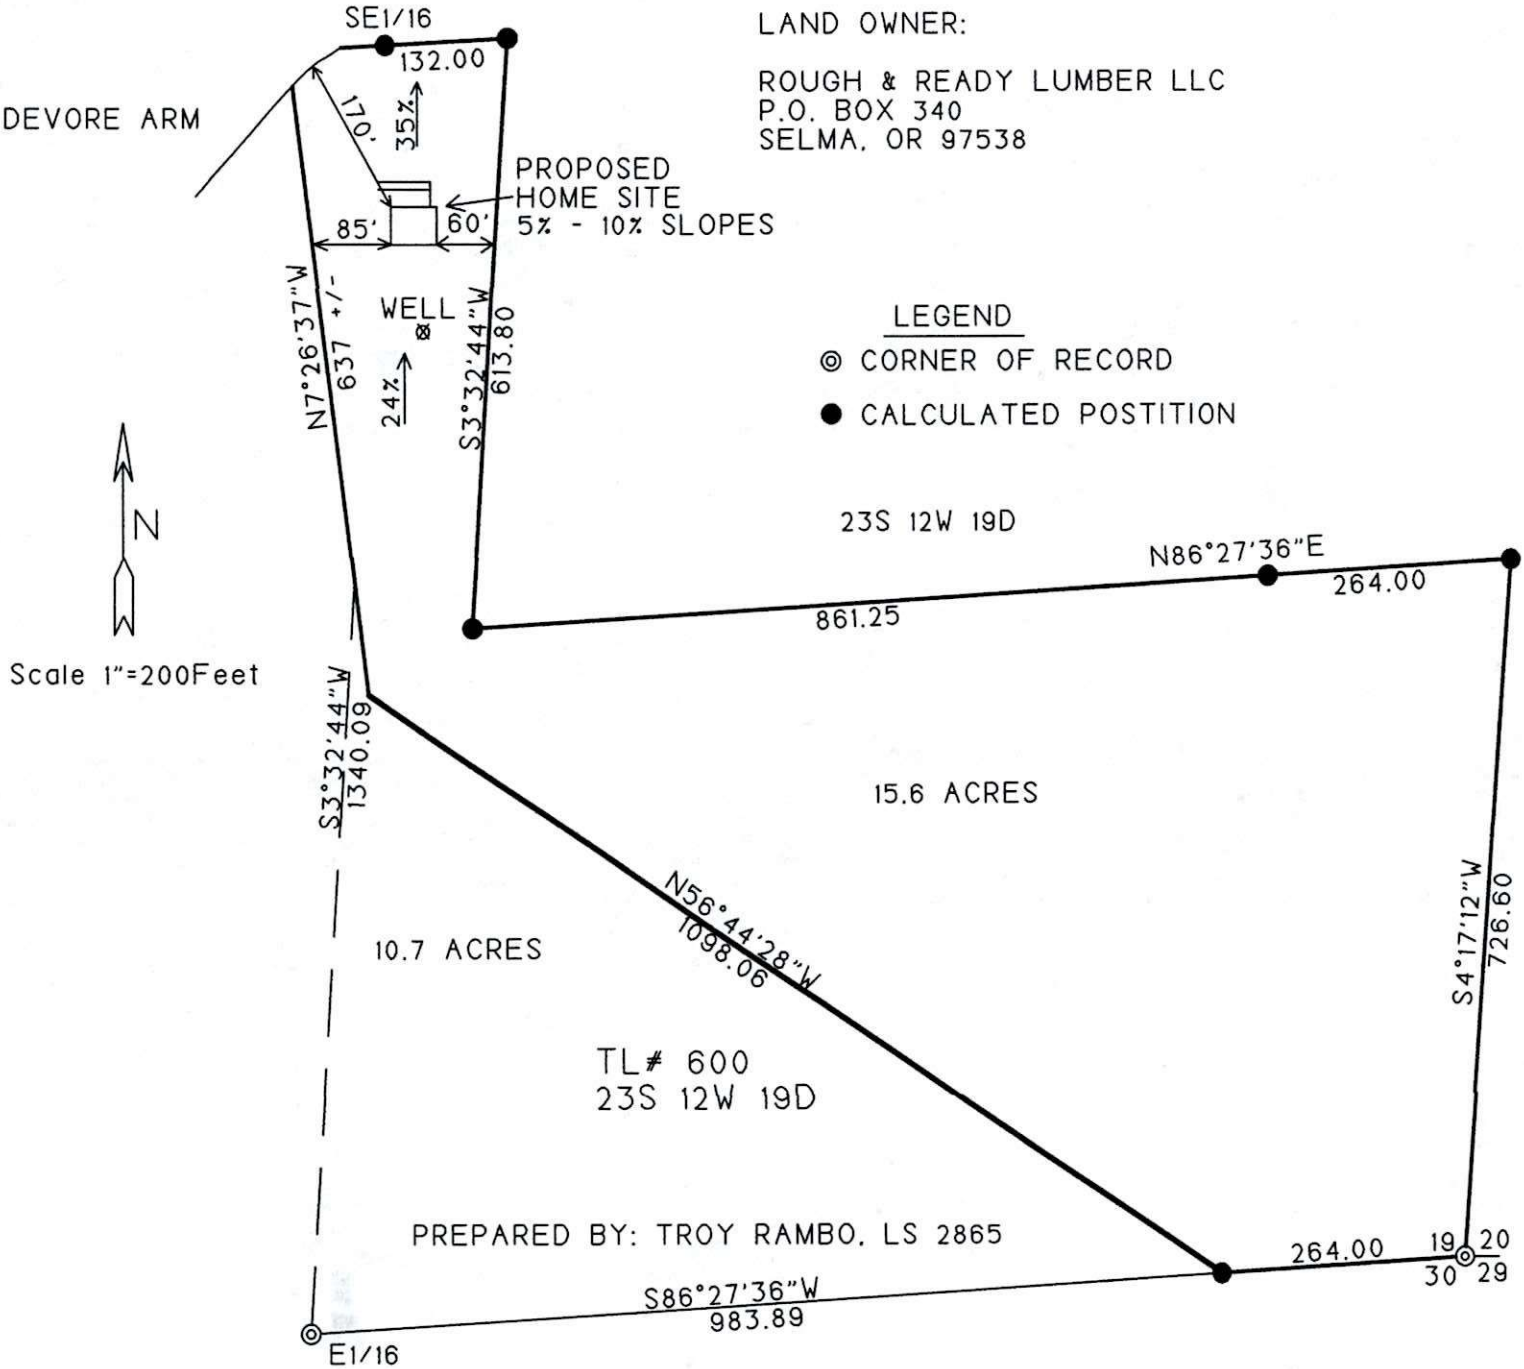 SE1/16
132.00
LAND OWNER:
ROUGH & READY LUMBER LLC
P.O. BOX 340
SELMA, OR 97538
DEVORE ARM
170'
35%
PROPOSED
HOME SITE
5% - 10% SLOPES
85'
60'
N7°26'37"W
637 +/-
WELL
24%
S3°32'44"W
613.80
LEGEND
CORNER OF RECORD
CALCULATED POSTITION
N
Scale 1"=200Feet
23S 12W 19D
N86°27'36"E
861.25
264.00
S3°32'44"W
1340.09
15.6 ACRES
N56°44'28"W
1098.06
S4°17'12"W
726.60
10.7 ACRES
TL# 600
23S 12W 19D
PREPARED BY: TROY RAMBO, LS 2865
264.00
19 20
30 29
S86°27'36"W
983.89
E1/16